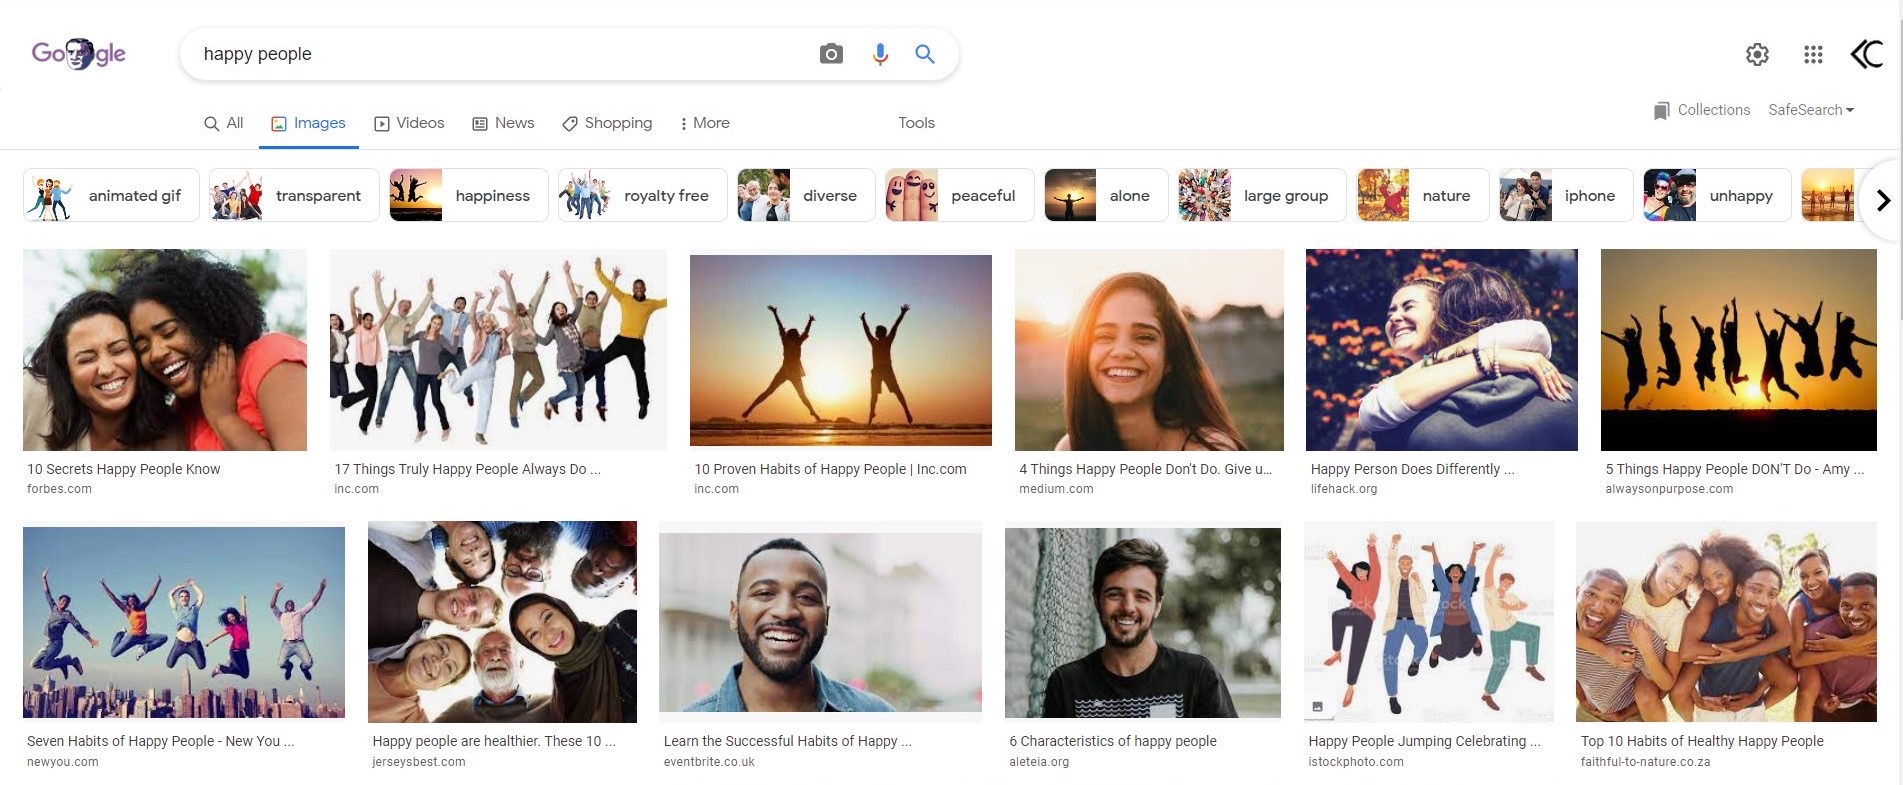 Google
happy people
All Images Videos News Shopping More Tools
Collections SafeSearch
animated gif transparent happiness royalty free diverse peaceful alone large group nature iphone unhappy
10 Secrets Happy People Know
forbes.com
17 Things Truly Happy People Always Do ...
inc.com
10 Proven Habits of Happy People | Inc.com
inc.com
4 Things Happy People Don't Do. Give u...
medium.com
Happy Person Does Differently ...
lifehack.org
5 Things Happy People DON'T Do - Amy ...
alwaysonpurpose.com
Seven Habits of Happy People - New You ...
newyou.com
Happy people are healthier. These 10 ...
jerseysbest.com
Learn the Successful Habits of Happy ...
eventbrite.co.uk
6 Characteristics of happy people
aleteia.org
Happy People Jumping Celebrating ...
istockphoto.com
Top 10 Habits of Healthy Happy People
faithful-to-nature.co.za